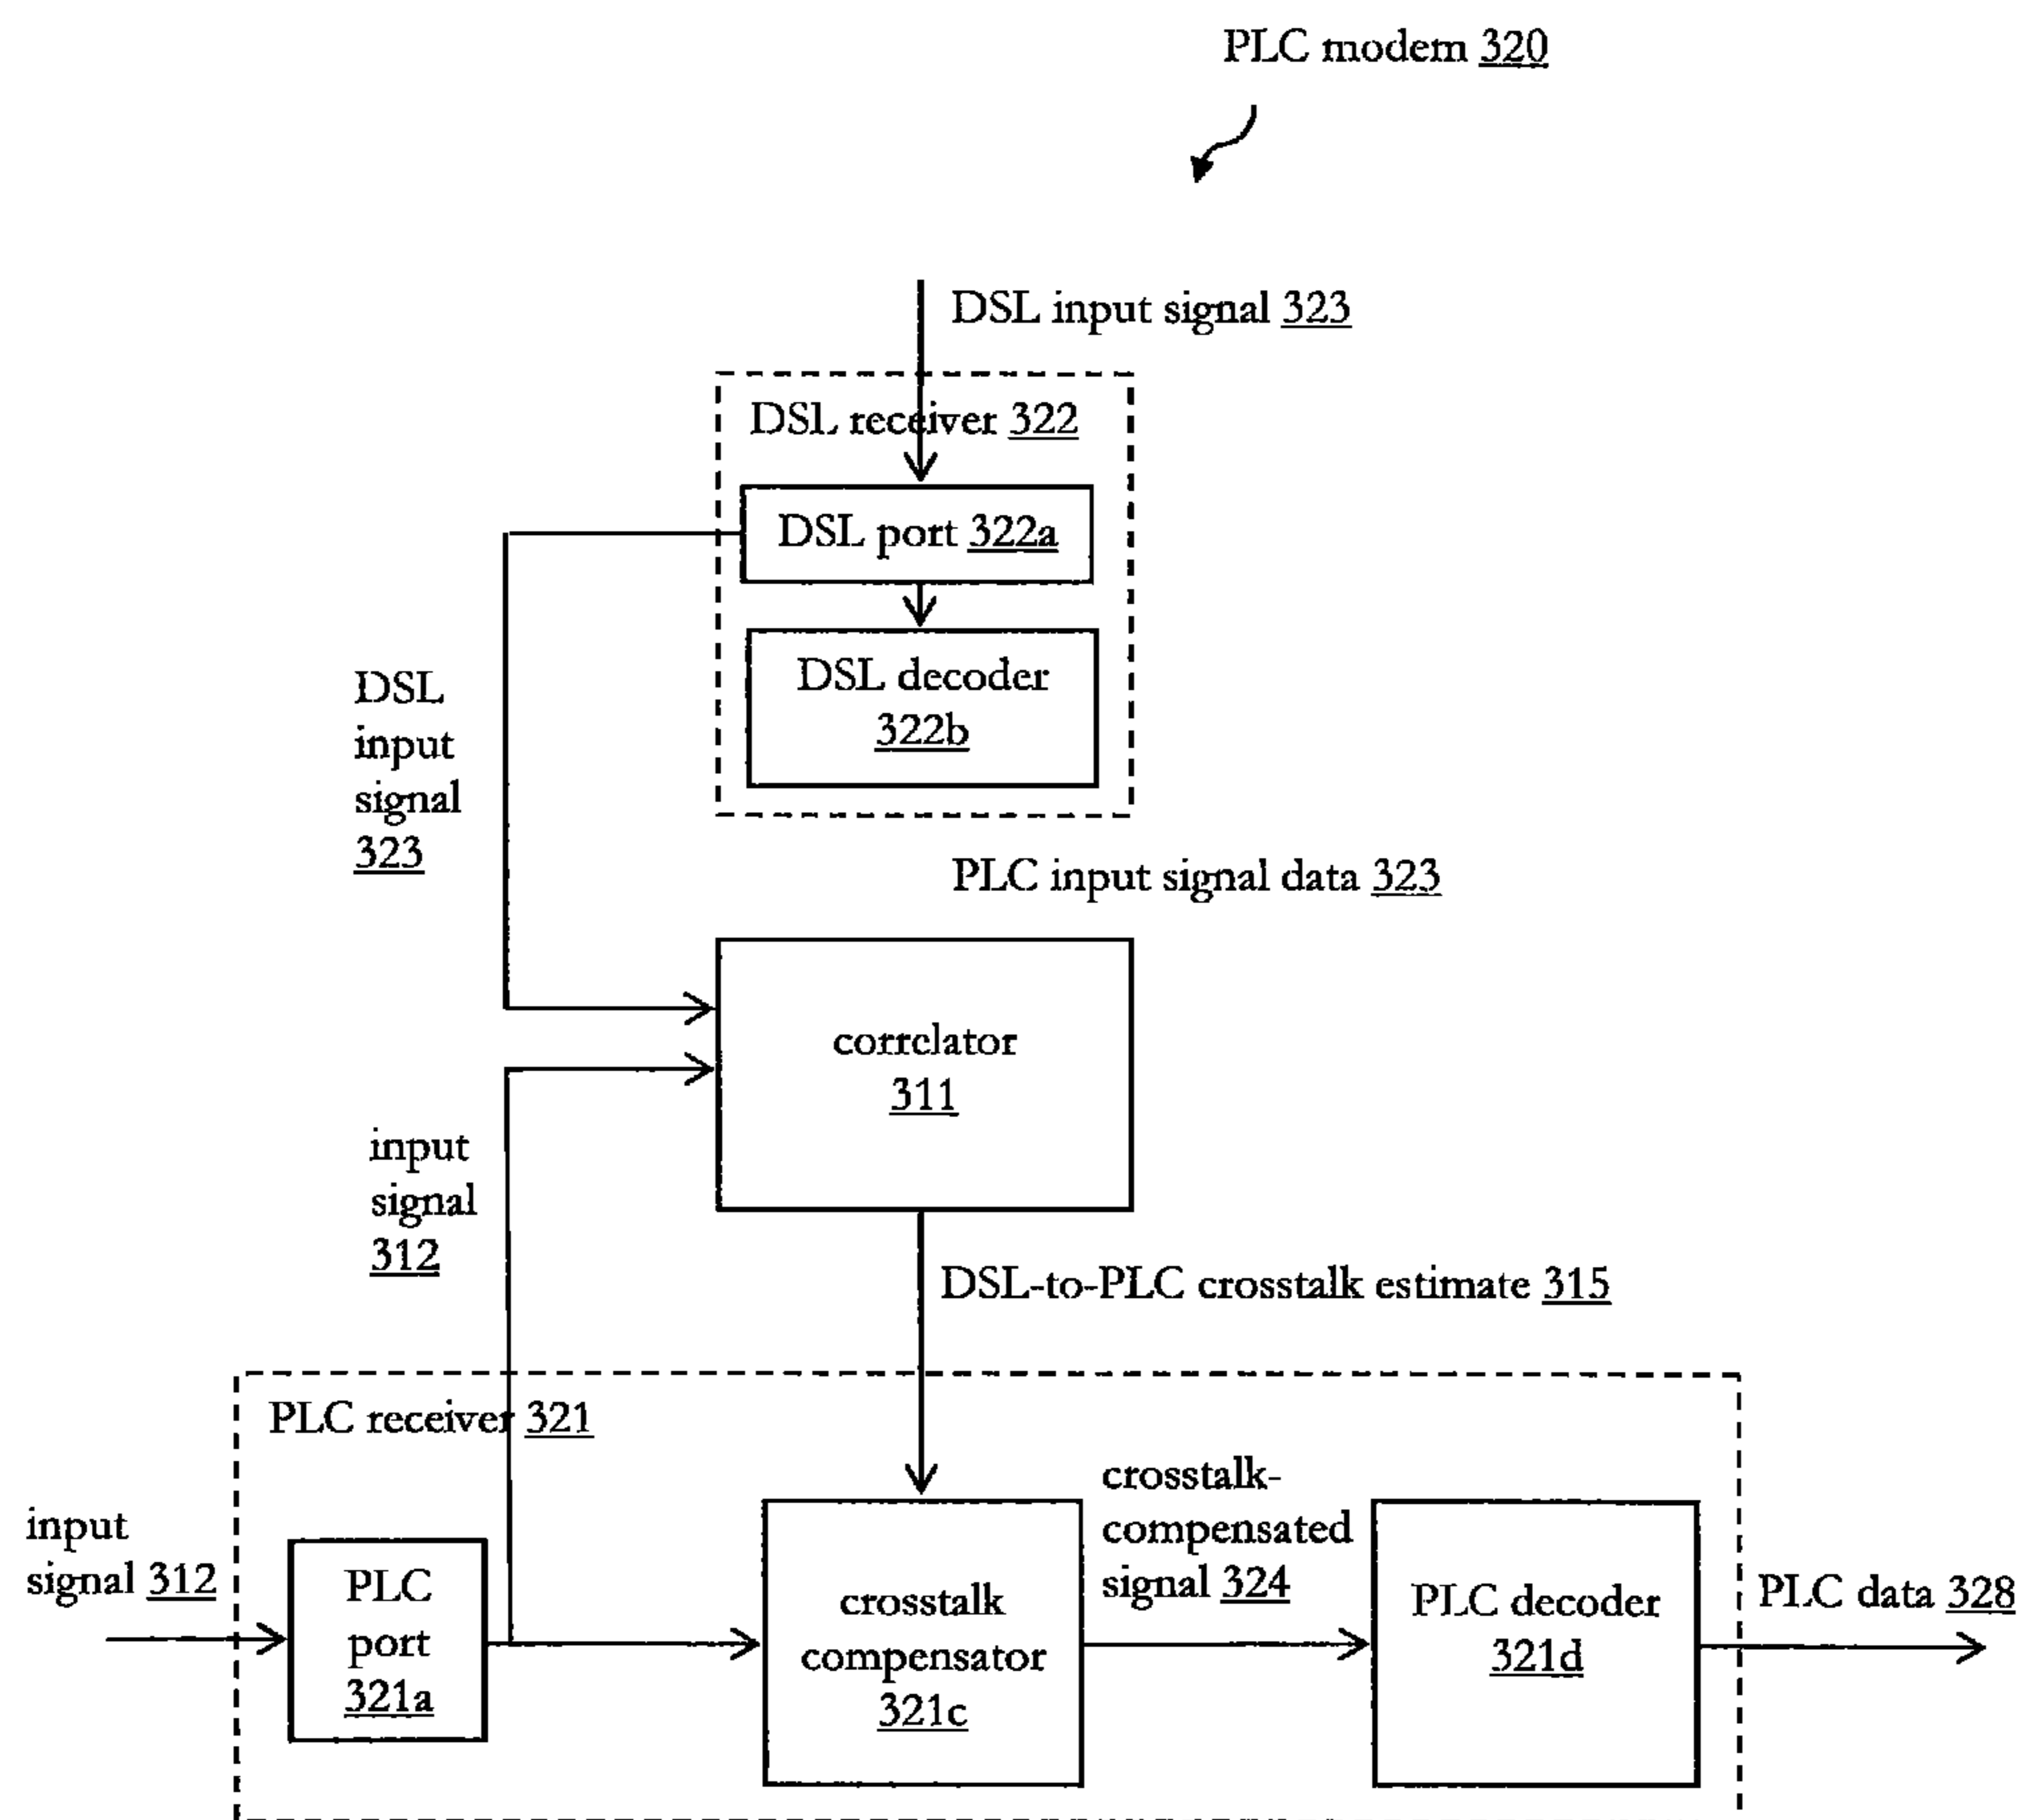 PLC modem 320
DSL input signal 323
DSL receiver 322
DSL port 322a
DSL decoder
322b
DSL
input
signal
323
PLC input signal data 323
correlator
311
input
signal
312
DSL-to-PLC crosstalk estimate 315
PLC receiver 321
input
signal 312
PLC
port
321a
crosstalk
compensator
321c
crosstalk-
compensated
signal 324
PLC decoder
321d
PLC data 328